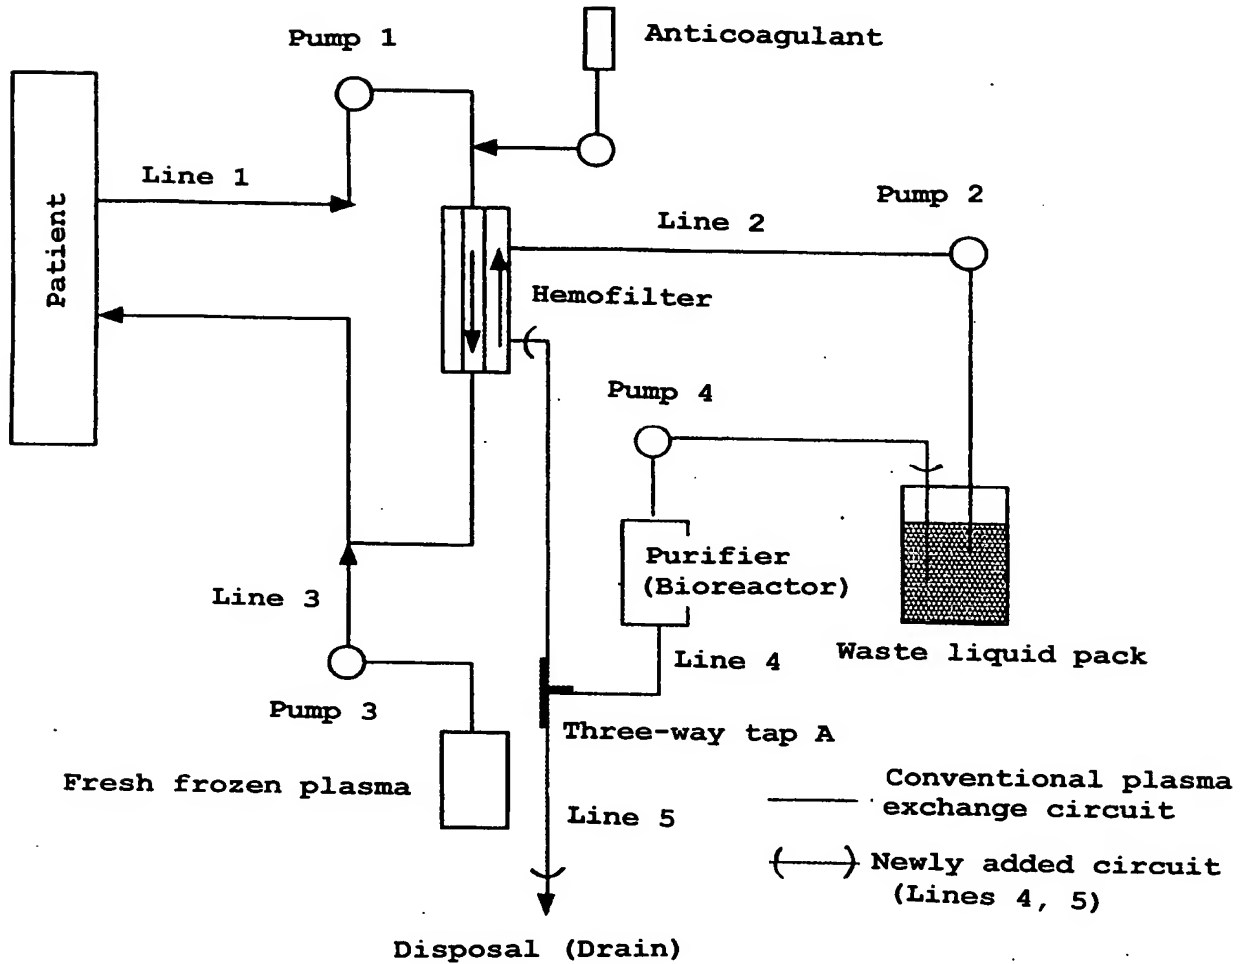 Pump 1
Anticoagulant
Line 1
Patient
Pump 2
Line 2
Hemofilter
Pump 4
Purifier
(Bioreactor)
Line 3
Line 4
Waste liquid pack
Pump 3
Three-way tap A
Fresh frozen plasma
Line 5
Conventional plasma
exchange circuit
Newly added circuit
(Lines 4, 5)
Disposal (Drain)